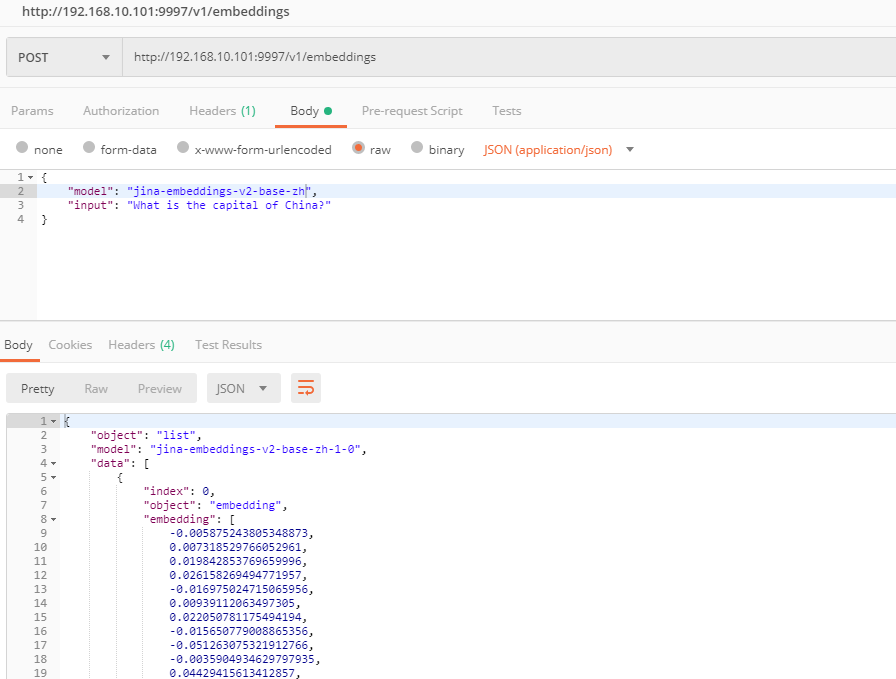 http://192.168.10.101:9997/v1/embeddings
POST http://192.168.10.101:9997/v1/embeddings
Params Authorization Headers (1) Body Pre-request Script Tests
none form-data x-www-form-urlencoded raw binary JSON (application/json)
1 {
2 "model": "jina-embeddings-v2-base-zh",
3 "input": "What is the capital of China?"
4 }
Body Cookies Headers (4) Test Results
Pretty Raw Preview JSON
1 {
2 "object": "list",
3 "model": "jina-embeddings-v2-base-zh-1-0",
4 "data": [
5 {
6 "index": 0,
7 "object": "embedding",
8 "embedding": [
9 -0.005875243805348873,
10 0.007318529766052961,
11 0.019842853769659996,
12 0.026158269494771957,
13 -0.016975024715065956,
14 0.00939112063497305,
15 0.022050781175494194,
16 -0.015650779008865356,
17 -0.051263075321912766,
18 -0.0035904934629797935,
19 0.04429415613412857,